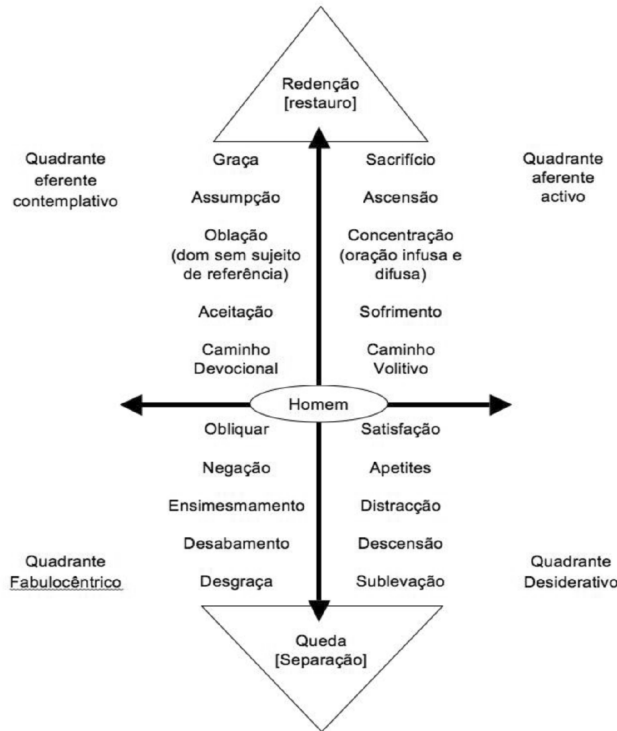 Redenção
[restauro]
Quadrante
eferente
contemplativo
Graça
Sacrifício
Quadrante
aferente
activo
Assumpção
Ascensão
Oblação
(dom sem sujeito
de referência)
Concentração
(oração infusa e
difusa)
Aceitação
Sofrimento
Caminho
Devocional
Caminho
Volitivo
Homem
Obliquar
Satisfação
Negação
Apetites
Ensimesmamento
Distracção
Desabamento
Descensão
Quadrante
Fabulocêntrico
Desgraça
Sublevação
Quadrante
Desiderativo
Queda
[Separação]